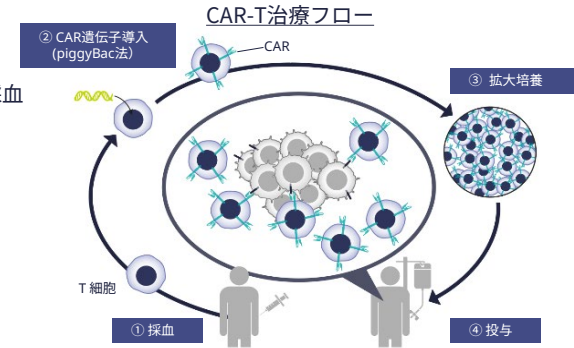 CAR-T治療フロー
② CAR遺伝子導入
(piggyBac法)
CAR
血
③ 拡大培養
T 細胞
① 採血
④ 投与